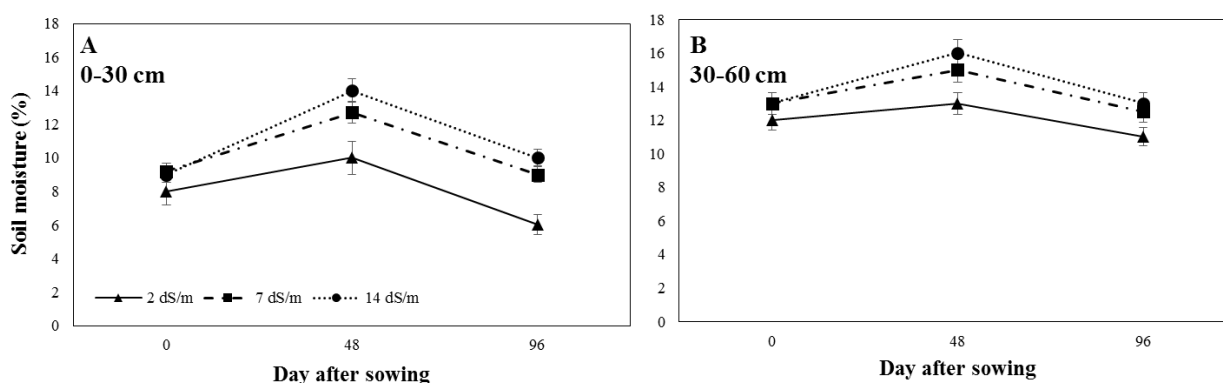 A
0-30 cm
Soil moisture (%)
18
16
14
12
10
8
6
4
2
0
2 dS/m
7 dS/m
14 dS/m
0
48
96
Day after sowing
B
30-60 cm
18
16
14
12
10
8
6
4
2
0
0
48
96
Day after sowing